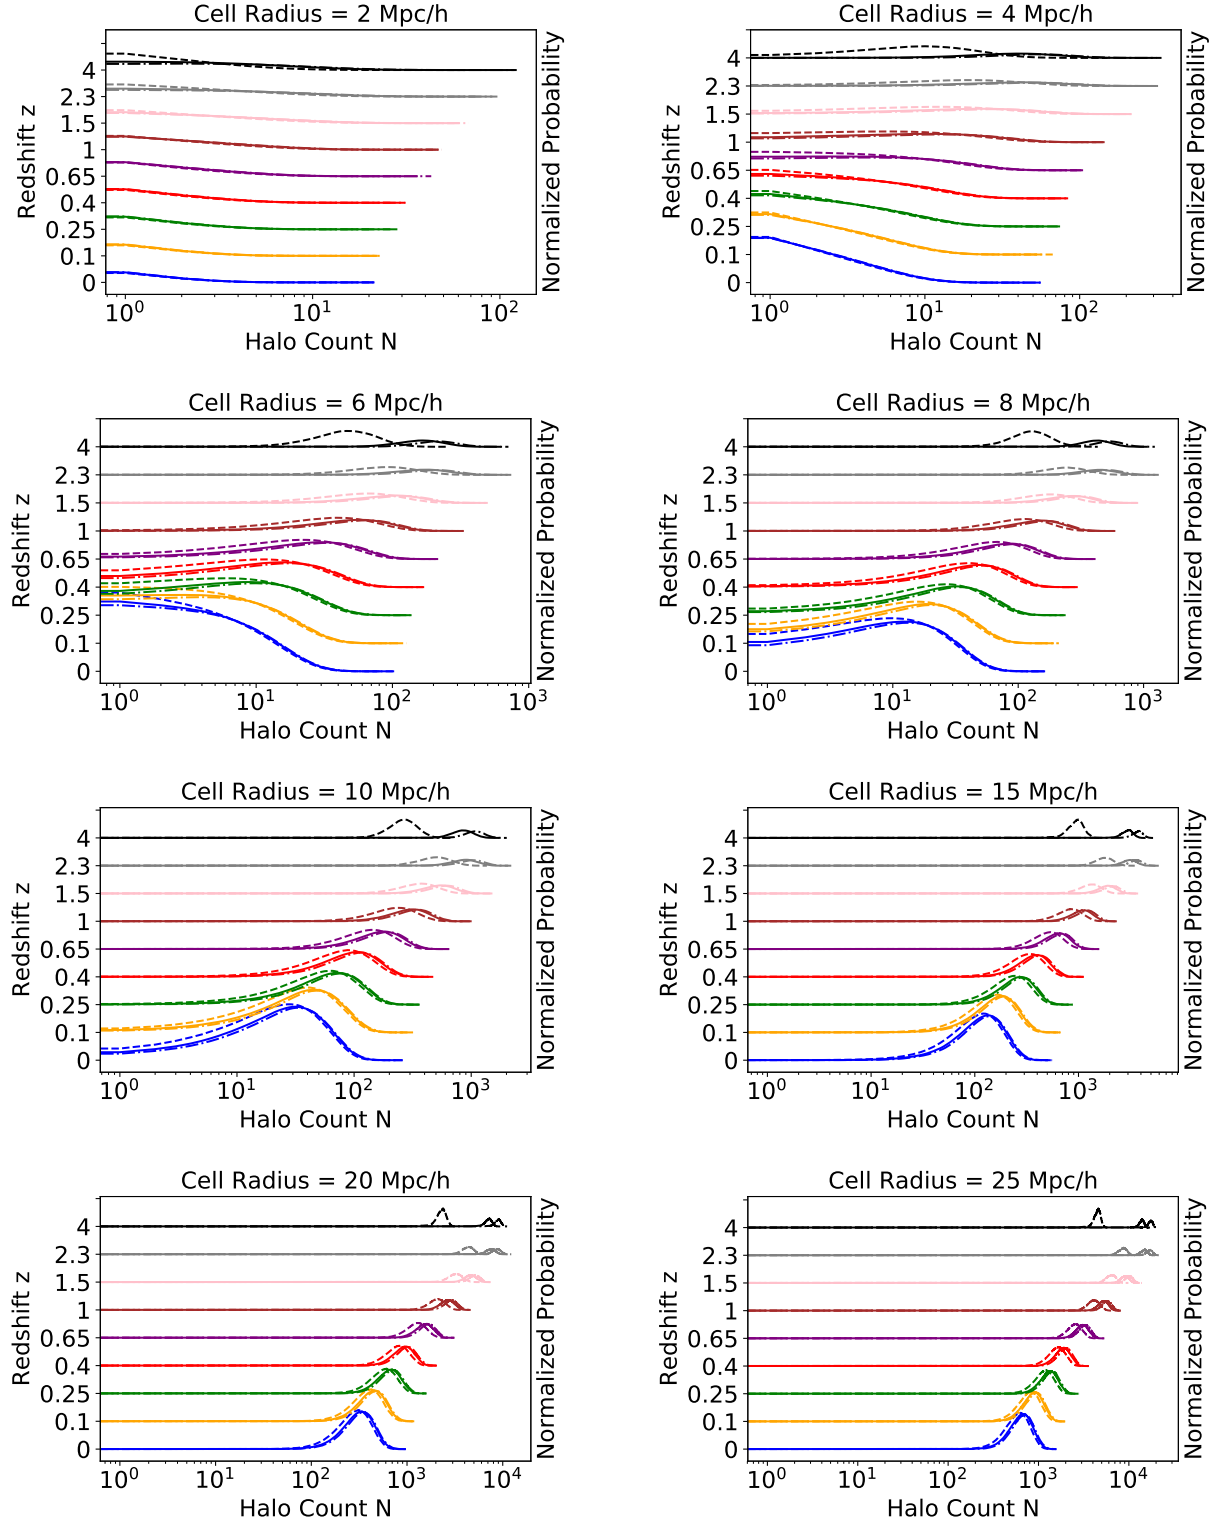 Cell Radius = 2 Mpc/h
Redshift z
4
2.3
1.5
1
0.65
0.4
0.25
0.1
0
10^0 10^1 10^2
Halo Count N
Normalized Probability
Cell Radius = 4 Mpc/h
Redshift z
4
2.3
1.5
1
0.65
0.4
0.25
0.1
0
10^0 10^1 10^2
Halo Count N
Normalized Probability
Cell Radius = 6 Mpc/h
Redshift z
4
2.3
1.5
1
0.65
0.4
0.25
0.1
0
10^0 10^1 10^2 10^3
Halo Count N
Normalized Probability
Cell Radius = 8 Mpc/h
Redshift z
4
2.3
1.5
1
0.65
0.4
0.25
0.1
0
10^0 10^1 10^2 10^3
Halo Count N
Normalized Probability
Cell Radius = 10 Mpc/h
Redshift z
4
2.3
1.5
1
0.65
0.4
0.25
0.1
0
10^0 10^1 10^2 10^3
Halo Count N
Normalized Probability
Cell Radius = 15 Mpc/h
Redshift z
4
2.3
1.5
1
0.65
0.4
0.25
0.1
0
10^0 10^1 10^2 10^3
Halo Count N
Normalized Probability
Cell Radius = 20 Mpc/h
Redshift z
4
2.3
1.5
1
0.65
0.4
0.25
0.1
0
10^0 10^1 10^2 10^3 10^4
Halo Count N
Normalized Probability
Cell Radius = 25 Mpc/h
Redshift z
4
2.3
1.5
1
0.65
0.4
0.25
0.1
0
10^0 10^1 10^2 10^3 10^4
Halo Count N
Normalized Probability